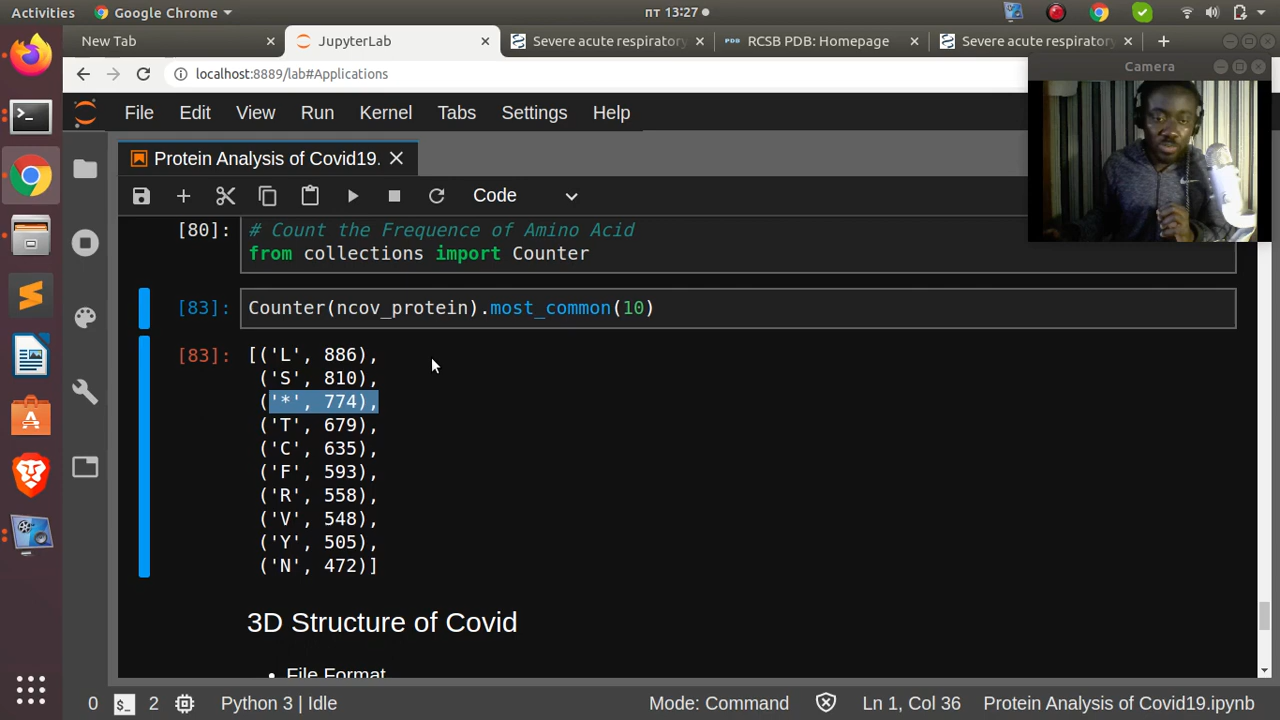 Activities Google Chrome ▾ пт 13:27 ●
New Tab × JupyterLab × Severe acute respiratory × RCSB PDB: Homepage × Severe acute respiratory × +
localhost:8889/lab#Applications
Camera
File Edit View Run Kernel Tabs Settings Help
Protein Analysis of Covid19. ×
Code
[80]: # Count the Frequence of Amino Acid
from collections import Counter
[83]: Counter(ncov_protein).most_common(10)
[83]: [('L', 886),
('S', 810),
('*', 774),
('T', 679),
('C', 635),
('F', 593),
('R', 558),
('V', 548),
('Y', 505),
('N', 472)]
3D Structure of Covid
• File Format
0 $_ 2 Python 3 | Idle Mode: Command Ln 1, Col 36 Protein Analysis of Covid19.ipynb